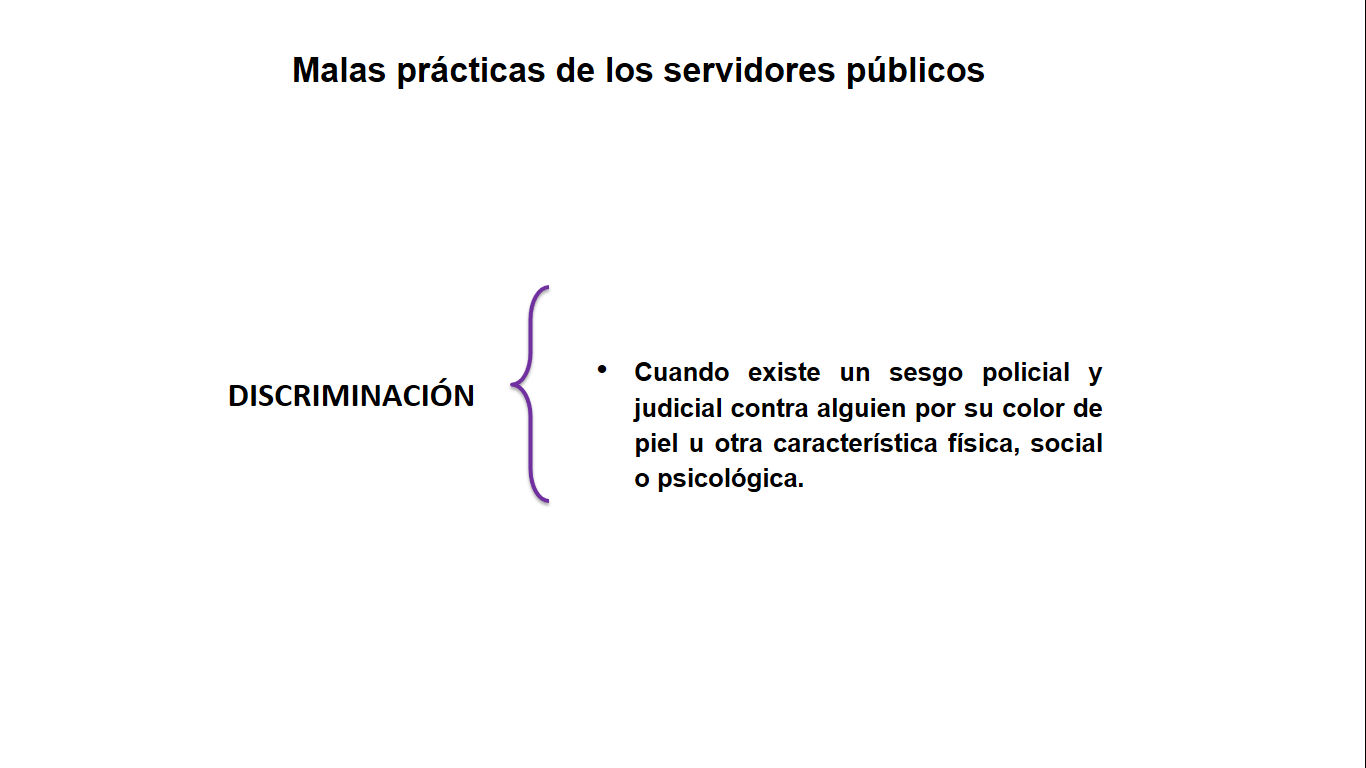 Malas prácticas de los servidores públicos
DISCRIMINACIÓN
• Cuando existe un sesgo policial y
judicial contra alguien por su color de
piel u otra característica física, social
o psicológica.